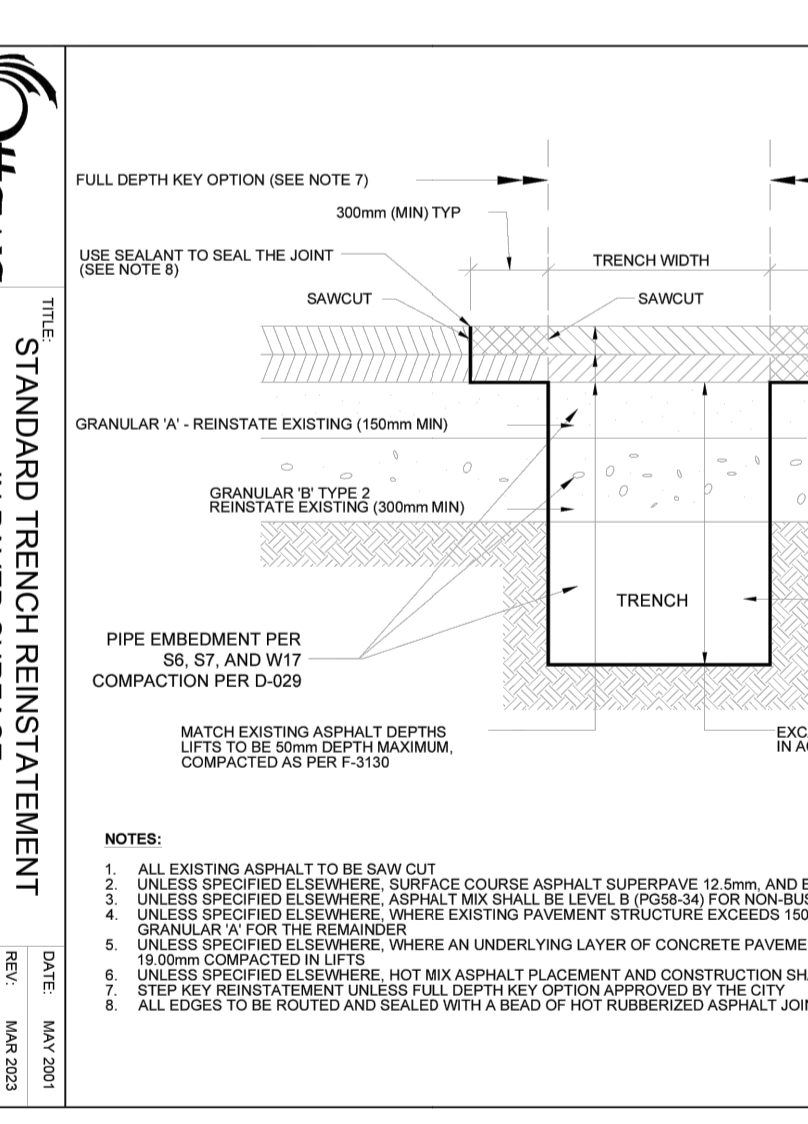 FULL DEPTH KEY OPTION (SEE NOTE 7)
300mm (MIN) TYP
USE SEALANT TO SEAL THE JOINT
(SEE NOTE 8)
TRENCH WIDTH
SAWCUT
SAWCUT
GRANULAR 'A' - REINSTATE EXISTING (150mm MIN)
GRANULAR 'B' TYPE 2
REINSTATE EXISTING (300mm MIN)
TRENCH
PIPE EMBEDMENT PER
S6, S7, AND W17
COMPACTION PER D-029
MATCH EXISTING ASPHALT DEPTHS
LIFTS TO BE 50mm DEPTH MAXIMUM,
COMPACTED AS PER F-3130
NOTES:
1. ALL EXISTING ASPHALT TO BE SAW CUT
2. UNLESS SPECIFIED ELSEWHERE, SURFACE COURSE ASPHALT SUPERPAVE 12.5mm, AND
3. UNLESS SPECIFIED ELSEWHERE, ASPHALT MIX SHALL BE LEVEL B (PG58-34) FOR NON-BUS
4. UNLESS SPECIFIED ELSEWHERE, WHERE EXISTING PAVEMENT STRUCTURE EXCEEDS 150
GRANULAR 'A' FOR THE REMAINDER
5. UNLESS SPECIFIED ELSEWHERE, WHERE AN UNDERLYING LAYER OF CONCRETE PAVEME
19.00mm COMPACTED IN LIFTS
6. UNLESS SPECIFIED ELSEWHERE, HOT MIX ASPHALT PLACEMENT AND CONSTRUCTION
7. STEP KEY REINSTATEMENT UNLESS FULL DEPTH KEY OPTION APPROVED BY THE CITY
8. ALL EDGES TO BE ROUTED AND SEALED WITH A BEAD OF HOT RUBBERIZED ASPHALT
TITLE:
STANDARD TRENCH REINSTATEMENT
DATE: MAY 2001
REV: MAR 2023